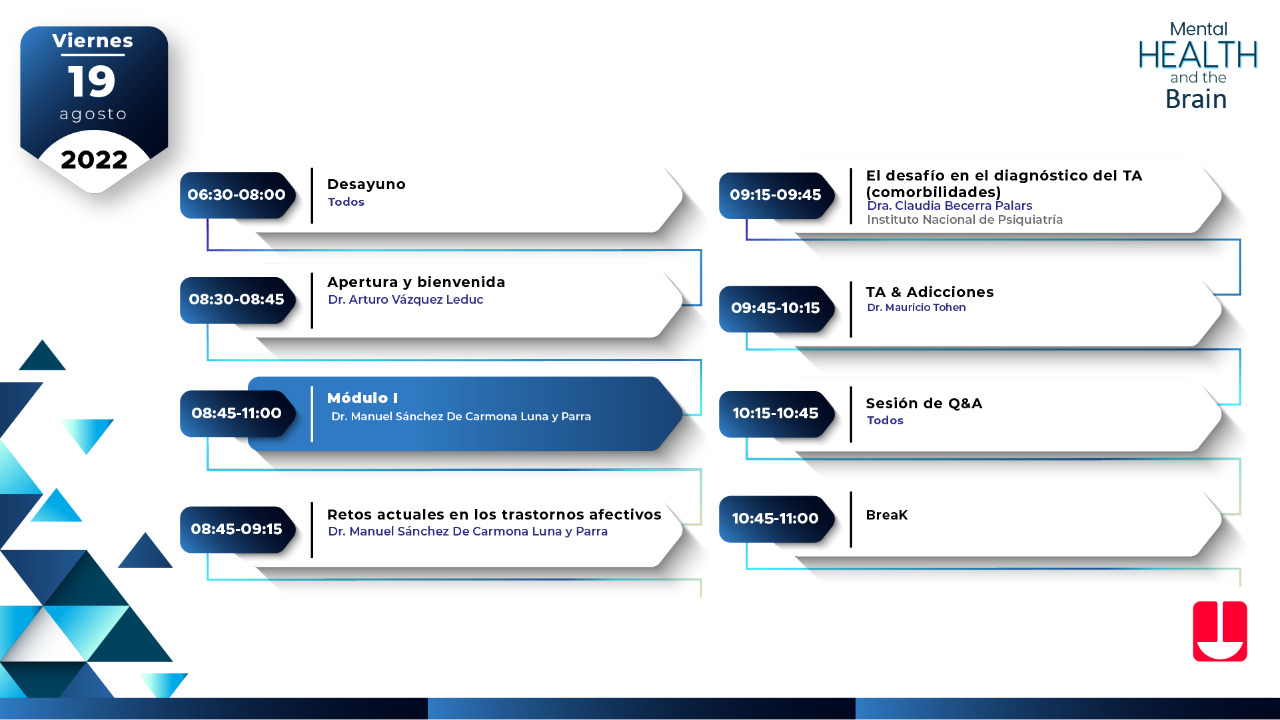 Viernes
19
agosto
2022
Mental
HEALTH
and the
Brain
06:30-08:00
Desayuno
Todos
08:30-08:45
Apertura y bienvenida
Dr. Arturo Vázquez Leduc
08:45-11:00
Módulo I
Dr. Manuel Sánchez De Carmona Luna y Parra
08:45-09:15
Retos actuales en los trastornos afectivos
Dr. Manuel Sánchez De Carmona Luna y Parra
09:15-09:45
El desafío en el diagnóstico del TA
(comorbilidades)
Dra. Claudia Becerra Palars
Instituto Nacional de Psiquiatría
09:45-10:15
TA & Adicciones
Dr. Mauricio Tohen
10:15-10:45
Sesión de Q&A
Todos
10:45-11:00
BreaK